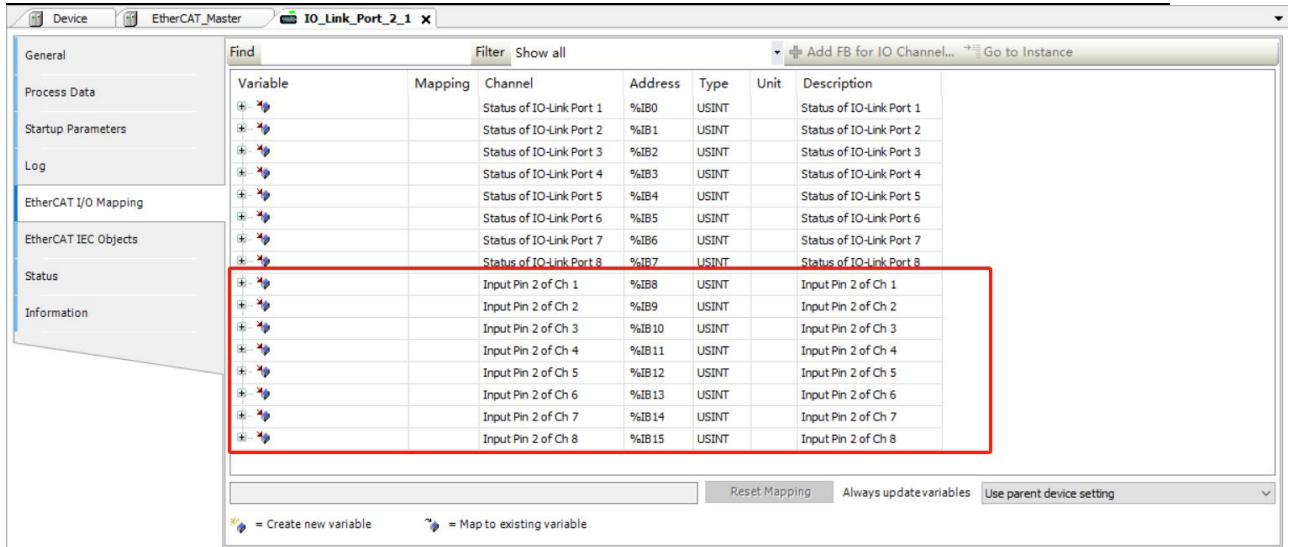 Device EtherCAT_Master IO_Link_Port_2_1 x
General
Process Data
Startup Parameters
Log
EtherCAT I/O Mapping
EtherCAT IEC Objects
Status
Information
Find Filter Show all Add FB for IO Channel... Go to Instance
Variable Mapping Channel Address Type Unit Description
Status of IO-Link Port 1 %IB0 USINT Status of IO-Link Port 1
Status of IO-Link Port 2 %IB1 USINT Status of IO-Link Port 2
Status of IO-Link Port 3 %IB2 USINT Status of IO-Link Port 3
Status of IO-Link Port 4 %IB3 USINT Status of IO-Link Port 4
Status of IO-Link Port 5 %IB4 USINT Status of IO-Link Port 5
Status of IO-Link Port 6 %IB5 USINT Status of IO-Link Port 6
Status of IO-Link Port 7 %IB6 USINT Status of IO-Link Port 7
Status of IO-Link Port 8 %IB7 USINT Status of IO-Link Port 8
Input Pin 2 of Ch 1 %IB8 USINT Input Pin 2 of Ch 1
Input Pin 2 of Ch 2 %IB9 USINT Input Pin 2 of Ch 2
Input Pin 2 of Ch 3 %IB10 USINT Input Pin 2 of Ch 3
Input Pin 2 of Ch 4 %IB11 USINT Input Pin 2 of Ch 4
Input Pin 2 of Ch 5 %IB12 USINT Input Pin 2 of Ch 5
Input Pin 2 of Ch 6 %IB13 USINT Input Pin 2 of Ch 6
Input Pin 2 of Ch 7 %IB14 USINT Input Pin 2 of Ch 7
Input Pin 2 of Ch 8 %IB15 USINT Input Pin 2 of Ch 8
Reset Mapping Always update variables Use parent device setting
= Create new variable = Map to existing variable